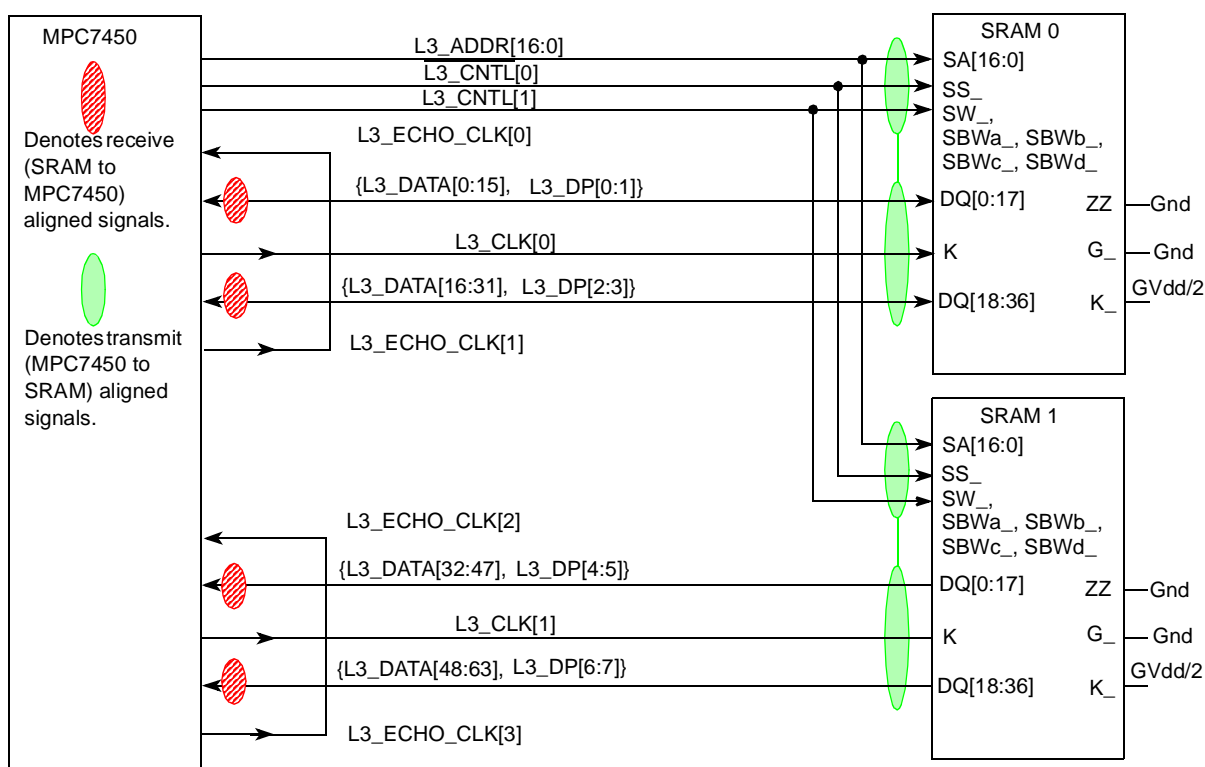 MPC7450
Denotes receive
(SRAM to
MPC7450)
aligned signals.
Denotes transmit
(MPC7450 to
SRAM) aligned
signals.
L3_ADDR[16:0]
L3_CNTL[0]
L3_CNTL[1]
L3_ECHO_CLK[0]
{L3_DATA[0:15], L3_DP[0:1]}
L3_CLK[0]
{L3_DATA[16:31], L3_DP[2:3]}
L3_ECHO_CLK[1]
SRAM 0
SA[16:0]
SS_
SW_,
SBWa_, SBWb_,
SBWc_, SBWd_
DQ[0:17]
ZZ
Gnd
K
G_
Gnd
DQ[18:36]
K_
GVdd/2
L3_ECHO_CLK[2]
{L3_DATA[32:47], L3_DP[4:5]}
L3_CLK[1]
{L3_DATA[48:63], L3_DP[6:7]}
L3_ECHO_CLK[3]
SRAM 1
SA[16:0]
SS_
SW_,
SBWa_, SBWb_,
SBWc_, SBWd_
DQ[0:17]
ZZ
Gnd
K
G_
Gnd
DQ[18:36]
K_
GVdd/2